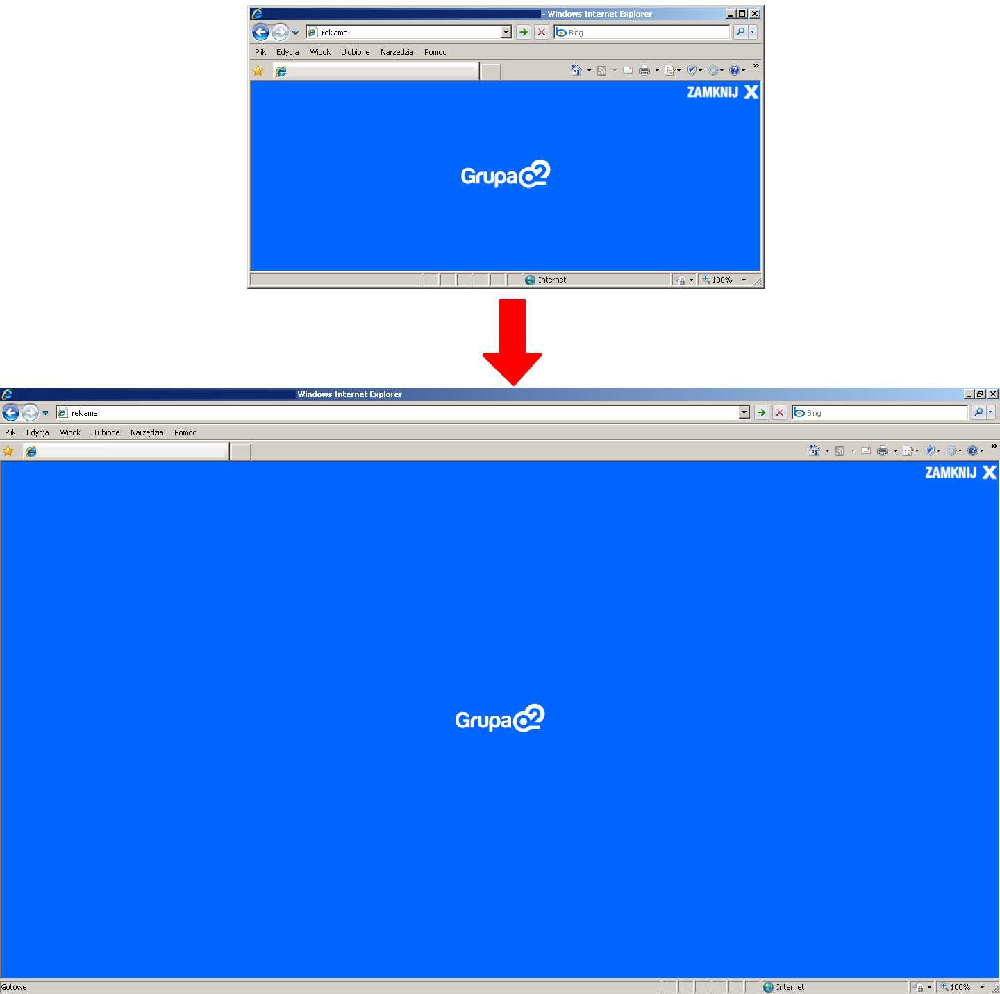 - Windows Internet Explorer
reklama
Bing
Plik Edycja Widok Ulubione Narzędzia Pomoc
»
ZAMKNIJ X
Grupa o2
Internet 100%
Windows Internet Explorer
reklama
Bing
Plik Edycja Widok Ulubione Narzędzia Pomoc
»
ZAMKNIJ X
Grupa o2
Gotowe Internet 100%